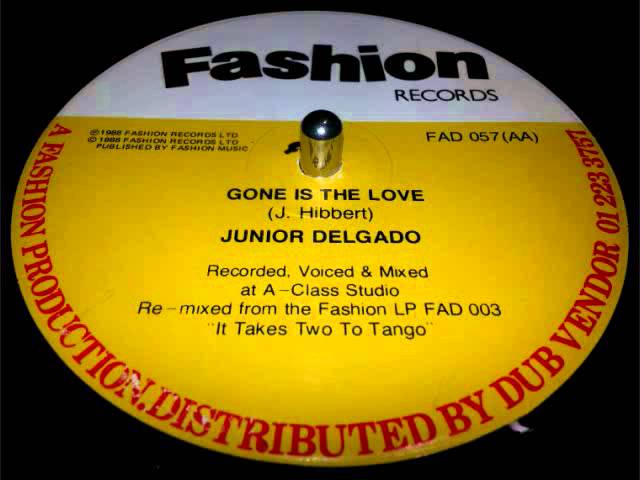 Fashion
RECORDS
℗ 1988 FASHION RECORDS LTD
© 1988 FASHION RECORDS LTD
PUBLISHED BY FASHION MUSIC
FAD 057 (AA)
GONE IS THE LOVE
(J. Hibbert)
JUNIOR DELGADO
Recorded, Voiced & Mixed
at A-Class Studio
Re-mixed from the Fashion LP FAD 003
"It Takes Two To Tango"
A FASHION PRODUCTION. DISTRIBUTED BY DUB VENDOR 01 223 3757